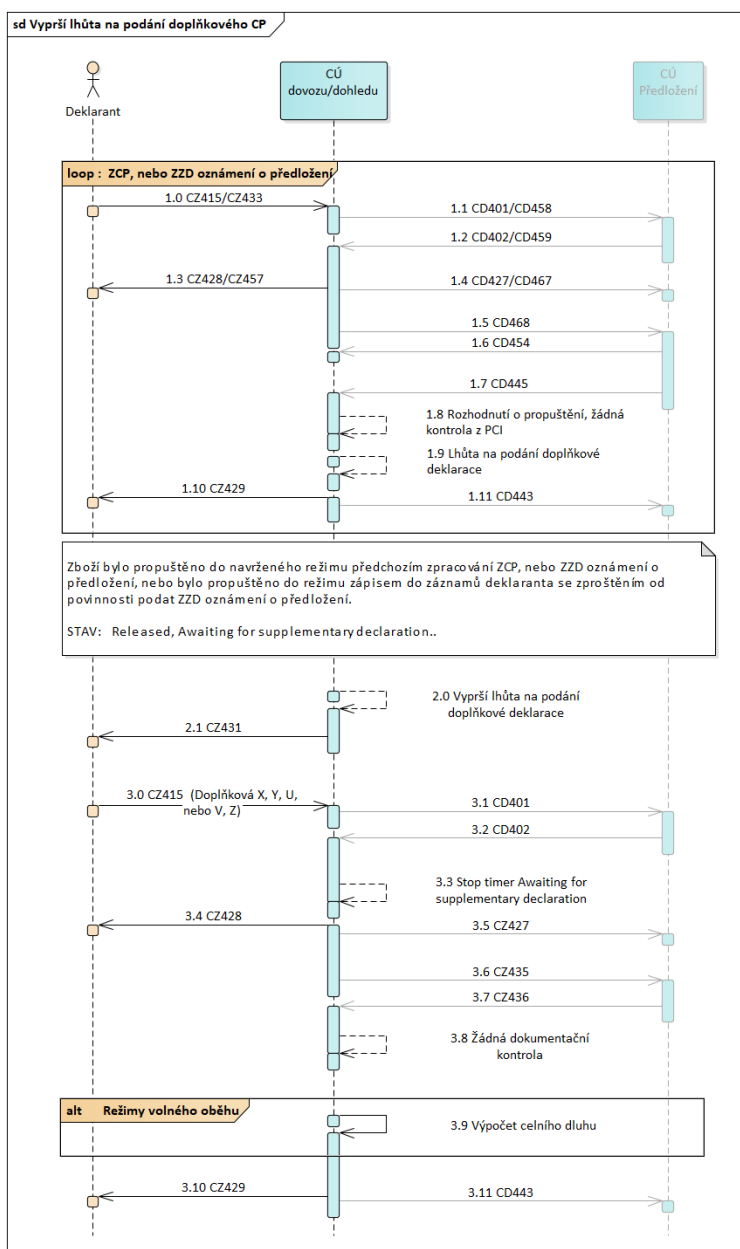 sd Vyprší lhůta na podání doplňkového CP
Deklarant
CÚ
dovozu/dohledu
CÚ
Předložení
loop : ZCP, nebo ZZD oznámení o předložení
1.0 CZ415/CZ433
1.1 CD401/CD458
1.2 CD402/CD459
1.3 CZ428/CZ457
1.4 CD427/CD467
1.5 CD468
1.6 CD454
1.7 CD445
1.8 Rozhodnutí o propuštění, žádná
kontrola z PCI
1.9 Lhůta na podání doplňkové
deklarace
1.10 CZ429
1.11 CD443
Zboží bylo propuštěno do navrženého režimu předchozím zpracování ZCP, nebo ZZD oznámení o
předložení, nebo bylo propuštěno do režimu zápisem do záznamů deklaranta se zproštěním od
povinnosti podat ZZD oznámení o předložení.
STAV: Released, Awaiting for supplementary declaration..
2.0 Vyprší lhůta na podání
doplňkové deklarace
2.1 CZ431
3.0 CZ415 (Doplňková X, Y, U,
nebo V, Z)
3.1 CD401
3.2 CD402
3.3 Stop timer Awaiting for
supplementary declaration
3.4 CZ428
3.5 CZ427
3.6 CZ435
3.7 CZ436
3.8 Žádná dokumentační
kontrola
alt Režimy volného oběhu
3.9 Výpočet celního dluhu
3.10 CZ429
3.11 CD443